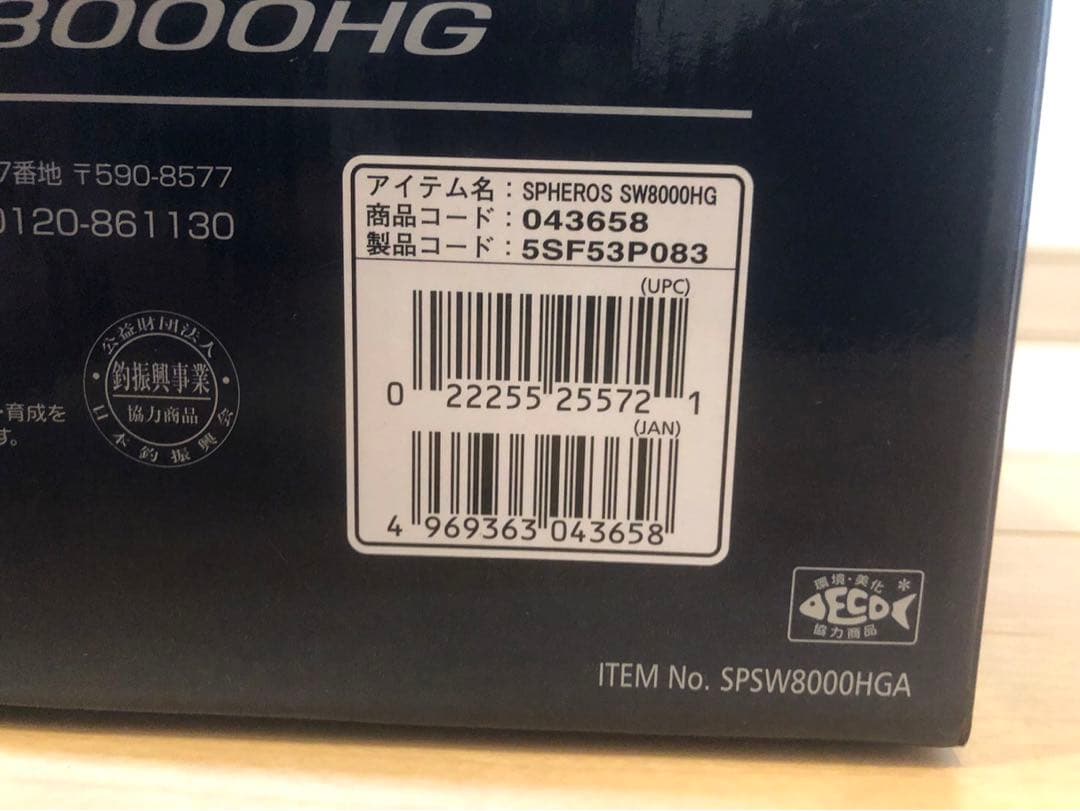 8000HG
7番地 〒590-8577
0120-861130
アイテム名：SPHEROS SW8000HG
商品コード：043658
製品コード：5SF53P083
(UPC)
0 22255 25572 1
(JAN)
4 969363 043658
公益財団法人
釣振興事業
協力商品
日本釣振興会
・育成を
す。
環境・美化
ECO
協力商品
ITEM No. SPSW8000HGA